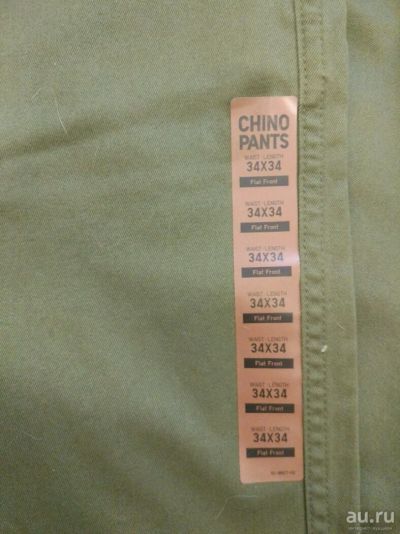 CHINO
PANTS
WAIST · LENGTH
34X34
Flat Front
WAIST · LENGTH
34X34
Flat Front
WAIST · LENGTH
34X34
Flat Front
WAIST · LENGTH
34X34
Flat Front
WAIST · LENGTH
34X34
Flat Front
WAIST · LENGTH
34X34
Flat Front
WAIST · LENGTH
34X34
Flat Front
au.ru
интернет-аукцион